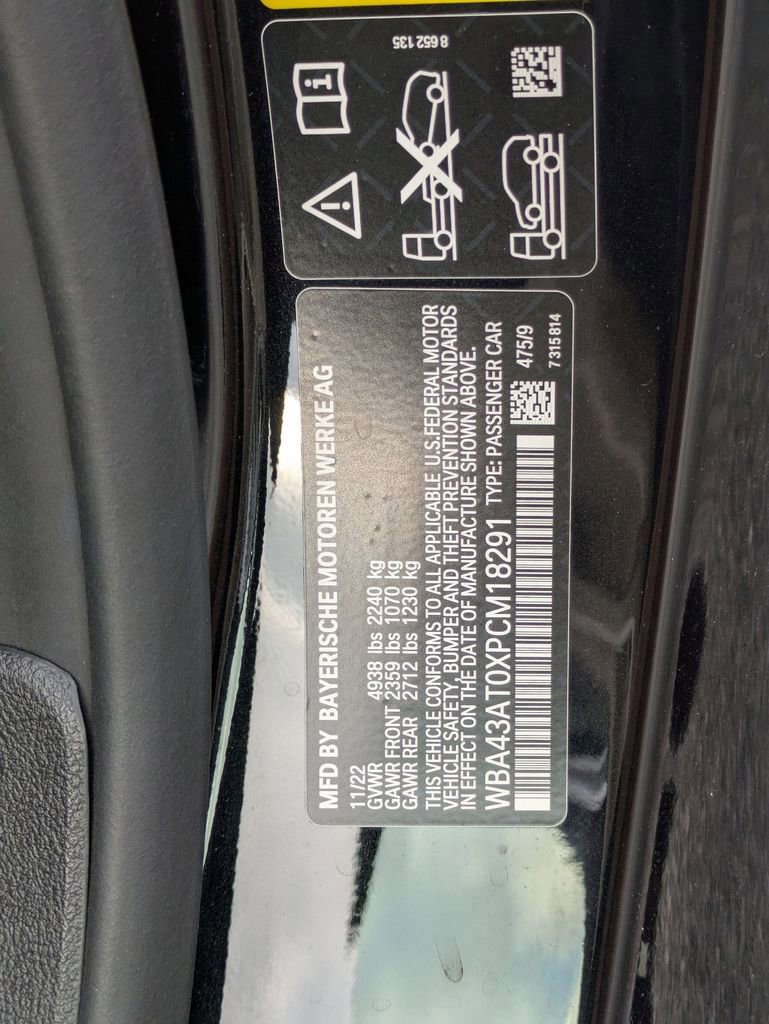 8 652 135
MFD BY BAYERISCHE MOTOREN WERKE AG
11/22
GVWR 4938 lbs 2240 kg
GAWR FRONT 2359 lbs 1070 kg
GAWR REAR 2712 lbs 1230 kg
THIS VEHICLE CONFORMS TO ALL APPLICABLE U.S.FEDERAL MOTOR
VEHICLE SAFETY, BUMPER AND THEFT PREVENTION STANDARDS
IN EFFECT ON THE DATE OF MANUFACTURE SHOWN ABOVE.
WBA43AT0XPCM18291 TYPE: PASSENGER CAR
475/9
7 315 814